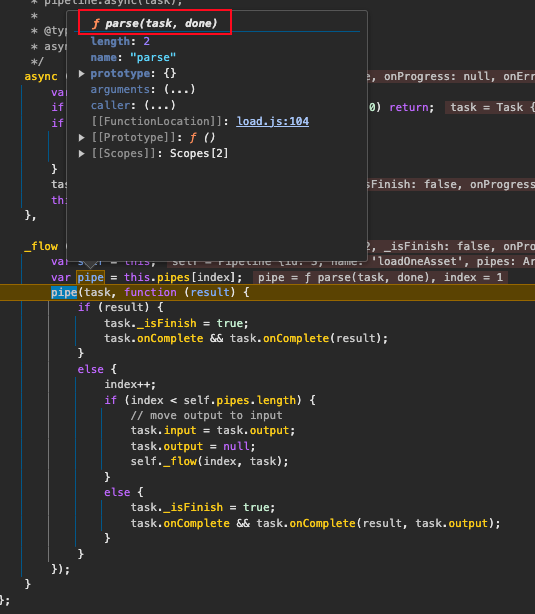 * pipeline.async(task);
*
* @typ
* asyn
*/
async (
var
if
if
}
tas
this
},
ƒ parse(task, done)
length: 2
name: "parse"
▶ prototype: {}
arguments: (...)
caller: (...)
[[FunctionLocation]]: load.js:104
▶ [[Prototype]]: ƒ ()
▶ [[Scopes]]: Scopes[2]
e, onProgress: null, onErr
0) return; task = Task {
sFinish: false, onProgress
_flow ( 2, _isFinish: false, onPro
var self = this; self = Pipeline {id: 3, name: 'loadOneAsset', pipes: Ar
var pipe = this.pipes[index]; pipe = ƒ parse(task, done), index = 1
pipe(task, function (result) {
if (result) {
task._isFinish = true;
task.onComplete && task.onComplete(result);
}
else {
index++;
if (index < self.pipes.length) {
// move output to input
task.input = task.output;
task.output = null;
self._flow(index, task);
}
else {
task._isFinish = true;
task.onComplete && task.onComplete(result, task.output);
}
}
});
}
};